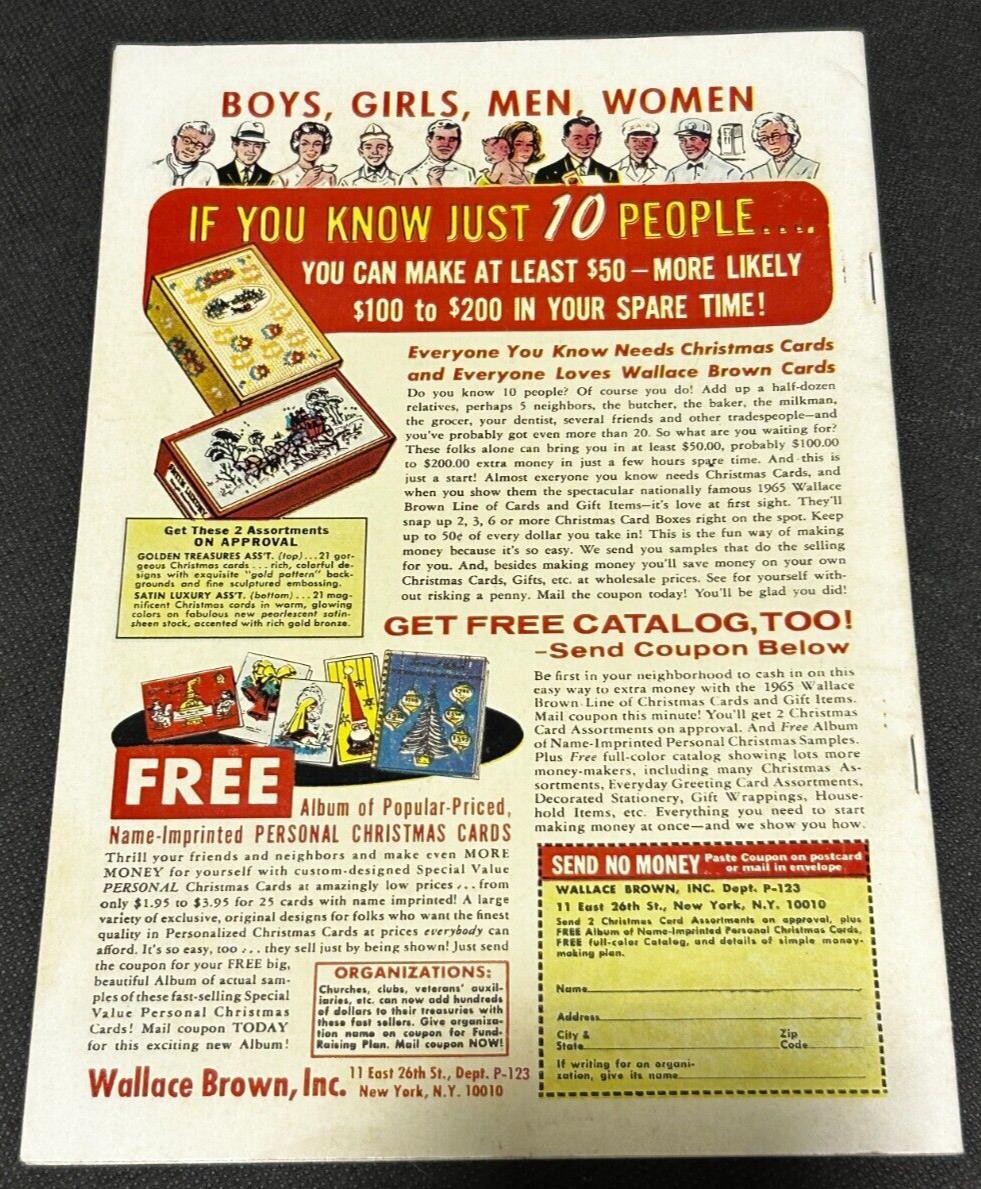 BOYS, GIRLS, MEN, WOMEN
IF YOU KNOW JUST 10 PEOPLE....
YOU CAN MAKE AT LEAST $50 – MORE LIKELY
$100 to $200 IN YOUR SPARE TIME!
Everyone You Know Needs Christmas Cards
and Everyone Loves Wallace Brown Cards
Do you know 10 people? Of course you do! Add up a half-dozen
relatives, perhaps 5 neighbors, the butcher, the baker, the milkman,
the grocer, your dentist, several friends and other tradespeople—and
you've probably got even more than 20. So what are you waiting for?
These folks alone can bring you in at least $50.00, probably $100.00
to $200.00 extra money in just a few hours spare time. And this is
just a start! Almost everyone you know needs Christmas Cards, and
when you show them the spectacular nationally famous 1965 Wallace
Brown Line of Cards and Gift Items—it's love at first sight. They'll
snap up 2, 3, 6 or more Christmas Card Boxes right on the spot. Keep
up to 50¢ of every dollar you take in! This is the fun way of making
money because it's so easy. We send you samples that do the selling
for you. And, besides making money you'll save money on your own
Christmas Cards, Gifts, etc. at wholesale prices. See for yourself with-
out risking a penny. Mail the coupon today! You'll be glad you did!
SATIN LUXURY
Get These 2 Assortments
ON APPROVAL
GOLDEN TREASURES ASS'T. (top)...21 gor-
geous Christmas cards...rich, colorful de-
signs with exquisite "gold pattern" back-
grounds and fine sculptured embossing.
SATIN LUXURY ASS'T. (bottom)...21 mag-
nificent Christmas cards in warm, glowing
colors on fabulous new pearlescent satin-
sheen stock, accented with rich gold bronze.
GET FREE CATALOG, TOO!
–Send Coupon Below
Be first in your neighborhood to cash in on this
easy way to extra money with the 1965 Wallace
Brown Line of Christmas Cards and Gift Items.
Mail coupon this minute! You'll get 2 Christmas
Card Assortments on approval. And Free Album
of Name-Imprinted Personal Christmas Samples.
Plus Free full-color catalog showing lots more
money-makers, including many Christmas As-
sortments, Everyday Greeting Card Assortments,
Decorated Stationery, Gift Wrappings, House-
hold Items, etc. Everything you need to start
making money at once—and we show you how.
FREE
Album of Popular-Priced,
Name-Imprinted PERSONAL CHRISTMAS CARDS
Thrill your friends and neighbors and make even MORE
MONEY for yourself with custom-designed Special Value
PERSONAL Christmas Cards at amazingly low prices... from
only $1.95 to $3.95 for 25 cards with name imprinted! A large
variety of exclusive, original designs for folks who want the finest
quality in Personalized Christmas Cards at prices everybody can
afford. It's so easy, too... they sell just by being shown! Just send
the coupon for your FREE big,
beautiful Album of actual sam-
ples of these fast-selling Special
Value Personal Christmas
Cards! Mail coupon TODAY
for this exciting new Album!
ORGANIZATIONS:
Churches, clubs, veterans' auxil-
iaries, etc. can now add hundreds
of dollars to their treasuries with
these fast sellers. Give organiza-
tion name on coupon for Fund-
Raising Plan. Mail coupon NOW!
Wallace Brown, Inc. 11 East 26th St., Dept. P-123
New York, N.Y. 10010
SEND NO MONEY Paste Coupon on postcard
or mail in envelope
WALLACE BROWN, INC. Dept. P-123
11 East 26th St., New York, N.Y. 10010
Send 2 Christmas Card Assortments on approval, plus
FREE Album of Name-Imprinted Personal Christmas Cards,
FREE full-color Catalog, and details of simple money-
making plan.
Name
Address
City &
State
Zip
Code
If writing for an organi-
zation, give its name